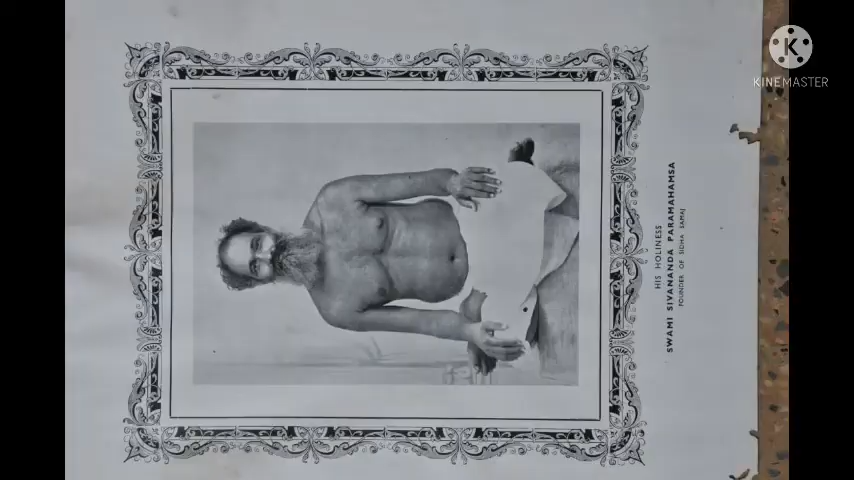 HIS HOLINESS
SWAMI SIVANANDA PARAMAHAMSA
FOUNDER OF SIDHA SAMAJ
K
KINEMASTER